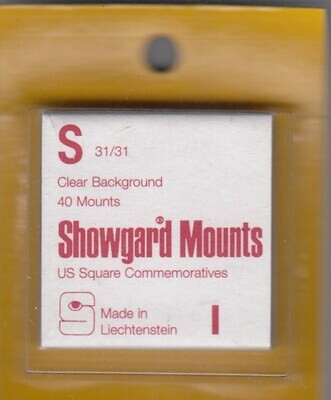 S 31/31
Clear Background
40 Mounts
Showgard® Mounts
US Square Commemoratives
S Made in
Liechtenstein I